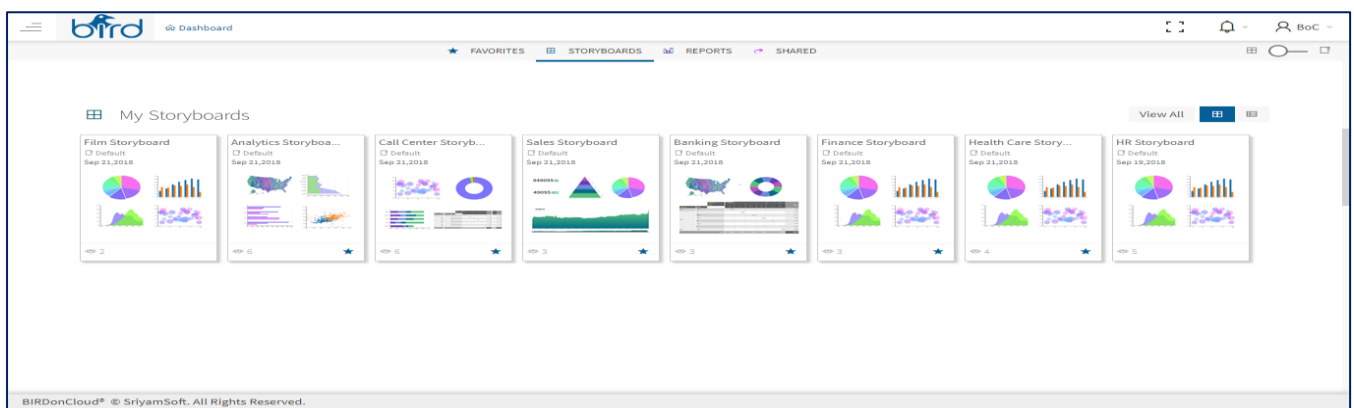 bird Dashboard BoC
FAVORITES STORYBOARDS REPORTS SHARED
My Storyboards View All
Film Storyboard
Default
Sep 21,2018
2
Analytics Storyboa...
Default
Sep 21,2018
6
Call Center Storyb...
Default
Sep 21,2018
6
Sales Storyboard
Default
Sep 21,2018
3
Banking Storyboard
Default
Sep 21,2018
3
Finance Storyboard
Default
Sep 21,2018
3
Health Care Story...
Default
Sep 21,2018
4
HR Storyboard
Default
Sep 19,2018
5
BIRDonCloud® © SriyamSoft. All Rights Reserved.